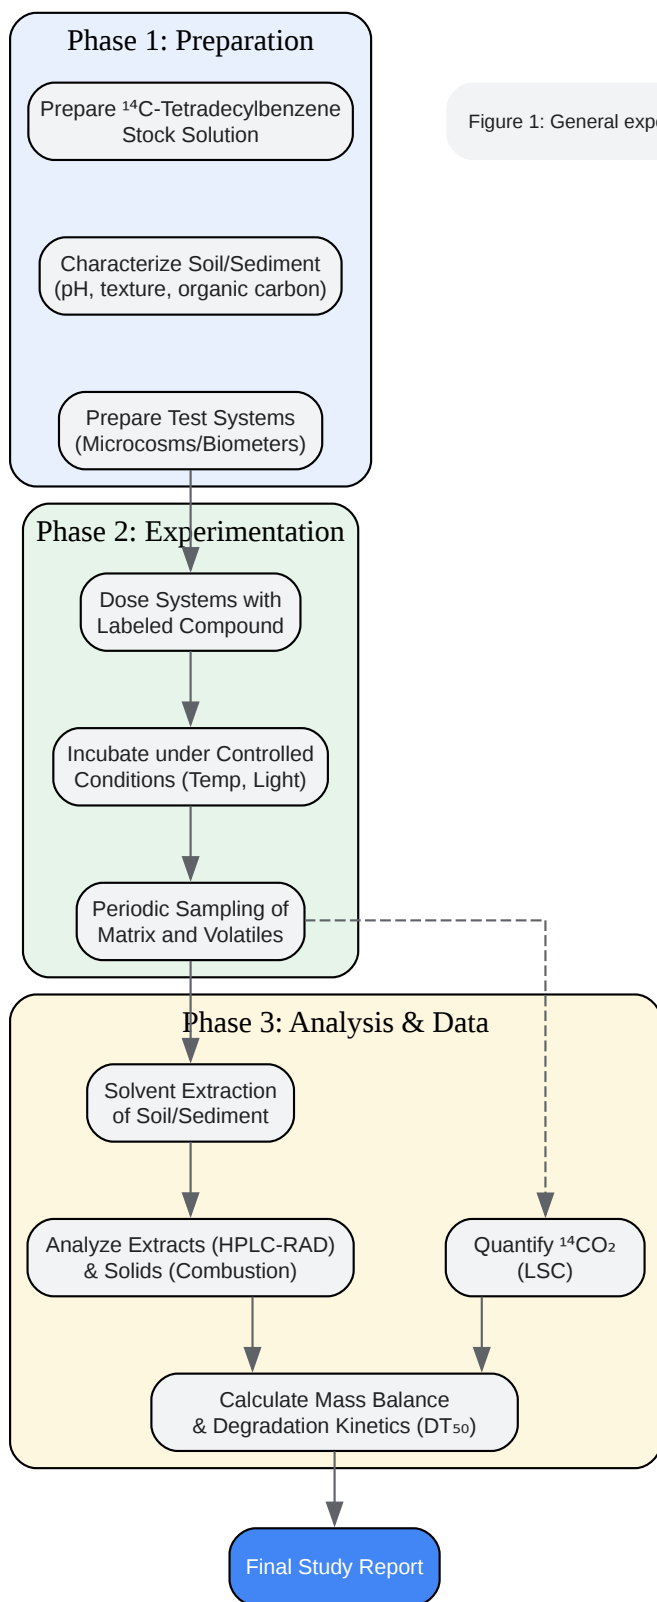 Phase 1: Preparation
Prepare ¹⁴C-Tetradecylbenzene
Stock Solution
Figure 1: General
Characterize Soil/Sediment
(pH, texture, organic carbon)
Prepare Test Systems
(Microcosms/Biometers)
Phase 2: Experimentation
Dose Systems with
Labeled Compound
Incubate under Controlled
Conditions (Temp, Light)
Periodic Sampling of
Matrix and Volatiles
Phase 3: Analysis & Data
Solvent Extraction
of Soil/Sediment
Analyze Extracts (HPLC-RAD)
& Solids (Combustion)
Quantify ¹⁴CO₂
(LSC)
Calculate Mass Balance
& Degradation Kinetics (DT₅₀)
Final Study Report